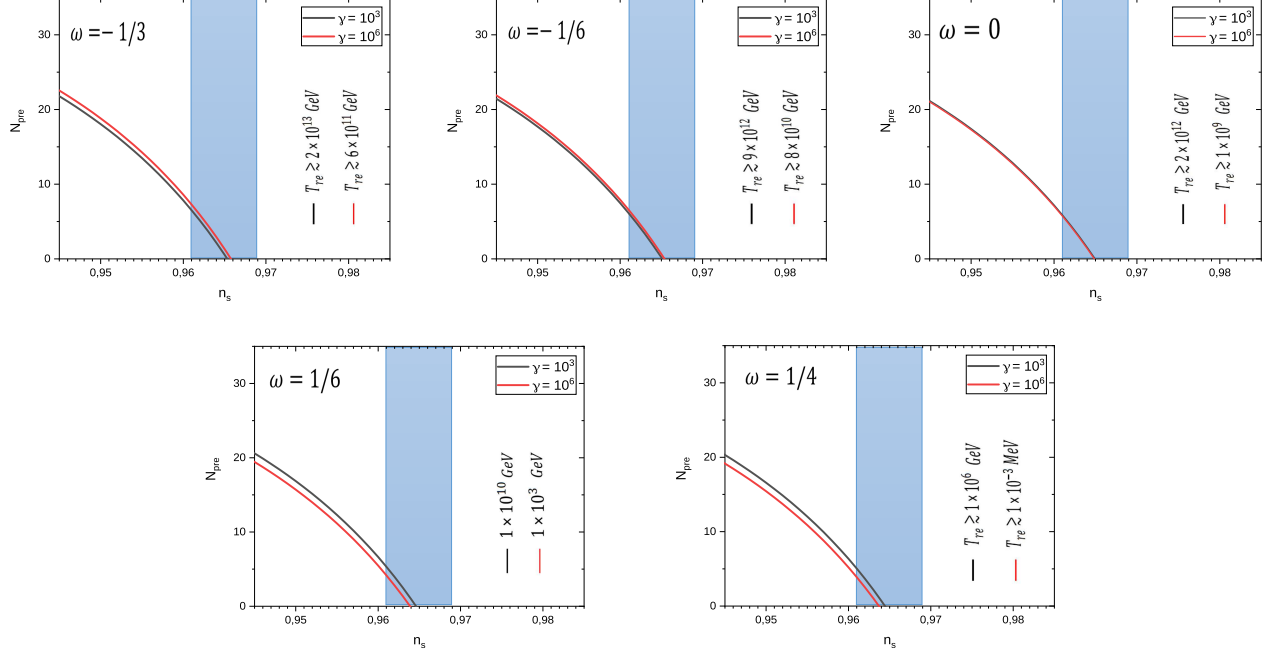 ω =− 1/3
γ = 10³
γ = 10⁶
30
20
10
0
N_pre
T_re ≳ 2 × 10¹³ GeV
T_re ≳ 6 × 10¹¹ GeV
0,95
0,96
0,97
0,98
n_s
ω =− 1/6
γ = 10³
γ = 10⁶
30
20
10
0
N_pre
T_re ≳ 9 × 10¹² GeV
T_re ≳ 8 × 10¹⁰ GeV
0,95
0,96
0,97
0,98
n_s
ω = 0
γ = 10³
γ = 10⁶
30
20
10
0
N_pre
T_re ≳ 2 × 10¹² GeV
T_re ≳ 1 × 10⁹ GeV
0,95
0,96
0,97
0,98
n_s
ω = 1/6
γ = 10³
γ = 10⁶
30
20
10
0
N_pre
1 × 10¹⁰ GeV
1 × 10³ GeV
0,95
0,96
0,97
0,98
n_s
ω = 1/4
γ = 10³
γ = 10⁶
30
20
10
0
N_pre
T_re ≳ 1 × 10⁶ GeV
T_re ≳ 1 × 10⁻³ MeV
0,95
0,96
0,97
0,98
n_s